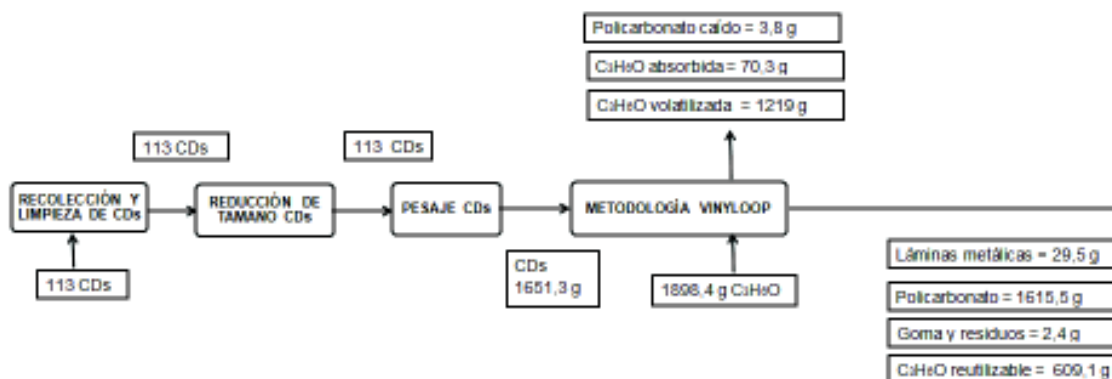 Policarbonato caído = 3,8 g
C3H6O absorbida = 70,3 g
C3H6O volatilizada = 1219 g
113 CDs
113 CDs
RECOLECCIÓN Y
LIMPIEZA DE CDs
REDUCCIÓN DE
TAMANO CDs
PESAJE CDs
METODOLOGÍA VINYLOOP
113 CDs
CDs
1651,3 g
1898,4 g C3H6O
Láminas metálicas = 29,5 g
Policarbonato = 1615,5 g
Goma y residuos = 2,4 g
C3H6O reutilizable = 609,1 g